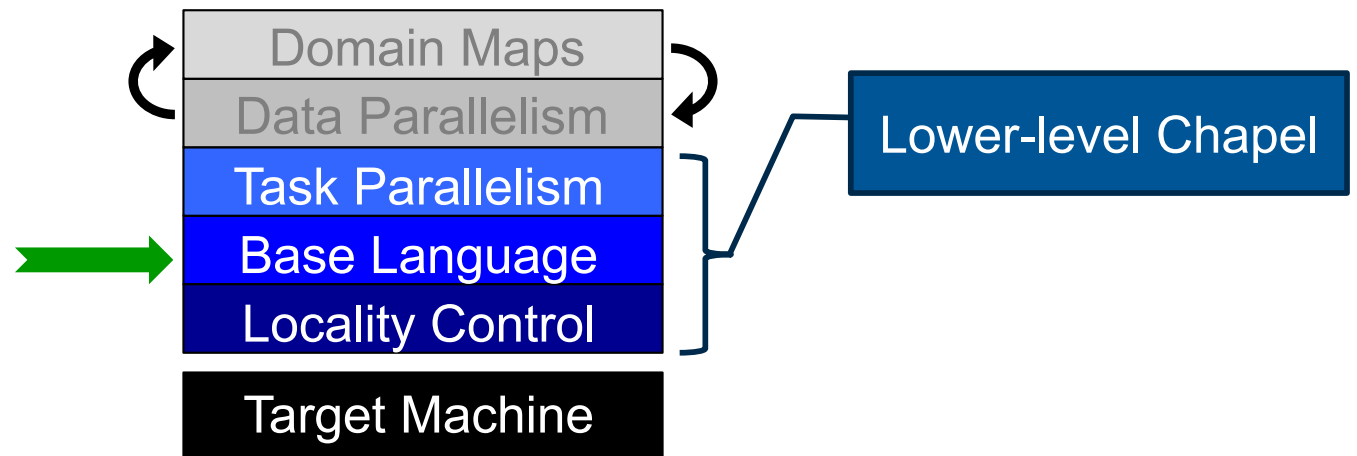 Domain Maps
Data Parallelism
Task Parallelism
Base Language
Locality Control
Target Machine
Lower-level Chapel